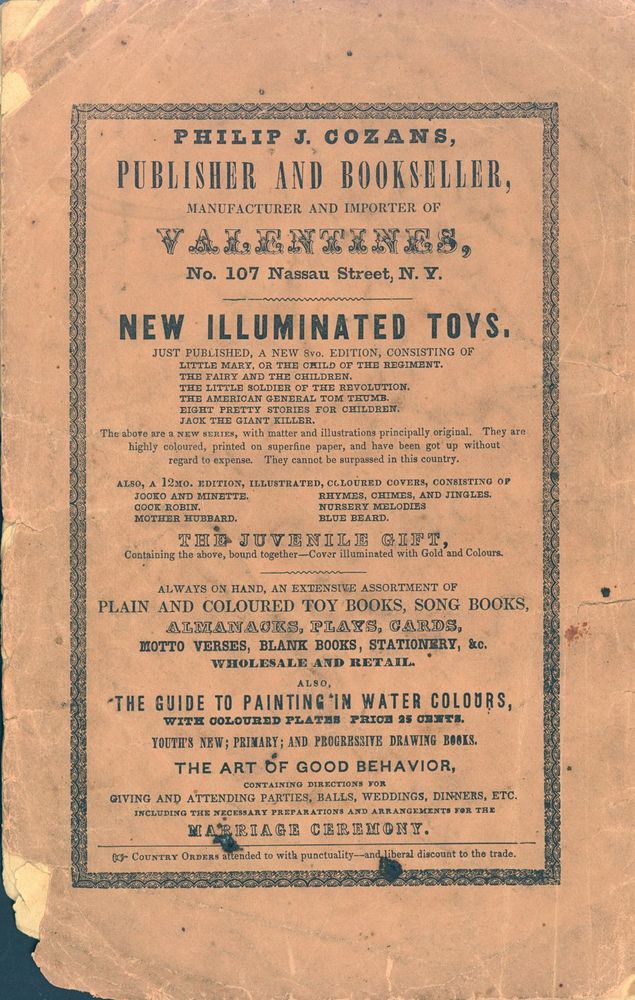 PHILIP J. COZANS,
PUBLISHER AND BOOKSELLER,
MANUFACTURER AND IMPORTER OF
VALENTINES,
No. 107 Nassau Street, N. Y.
NEW ILLUMINATED TOYS.
JUST PUBLISHED, A NEW 8vo. EDITION, CONSISTING OF
LITTLE MARY, OR THE CHILD OF THE REGIMENT.
THE FAIRY AND THE CHILDREN.
THE LITTLE SOLDIER OF THE REVOLUTION.
THE AMERICAN GENERAL TOM THUMB.
EIGHT PRETTY STORIES FOR CHILDREN.
JACK THE GIANT KILLER.
The above are a NEW SERIES, with matter and illustrations principally original. They are
highly coloured, printed on superfine paper, and have been got up without
regard to expense. They cannot be surpassed in this country.
ALSO, A 12MO. EDITION, ILLUSTRATED, CLLOURED COVERS, CONSISTING OF
JOCKO AND MINETTE. RHYMES, CHIMES, AND JINGLES.
COCK ROBIN. NURSERY MELODIES
MOTHER HUBBARD. BLUE BEARD.
THE JUVENILE GIFT,
Containing the above, bound together—Cover illuminated with Gold and Colours.
ALWAYS ON HAND, AN EXTENSIVE ASSORTMENT OF
PLAIN AND COLOURED TOY BOOKS, SONG BOOKS,
ALMANACKS, PLAYS, CARDS,
MOTTO VERSES, BLANK BOOKS, STATIONERY, &c.
WHOLESALE AND RETAIL.
ALSO,
THE GUIDE TO PAINTING IN WATER COLOURS,
WITH COLOURED PLATES PRICE 25 CENTS.
YOUTH'S NEW; PRIMARY; AND PROGRESSIVE DRAWING BOOKS.
THE ART OF GOOD BEHAVIOR,
CONTAINING DIRECTIONS FOR
GIVING AND ATTENDING PARTIES, BALLS, WEDDINGS, DINNERS, ETC.
INCLUDING THE NECESSARY PREPARATIONS AND ARRANGEMENTS FOR THE
MARRIAGE CEREMONY.
☞ COUNTRY ORDERS attended to with punctuality—and liberal discount to the trade.